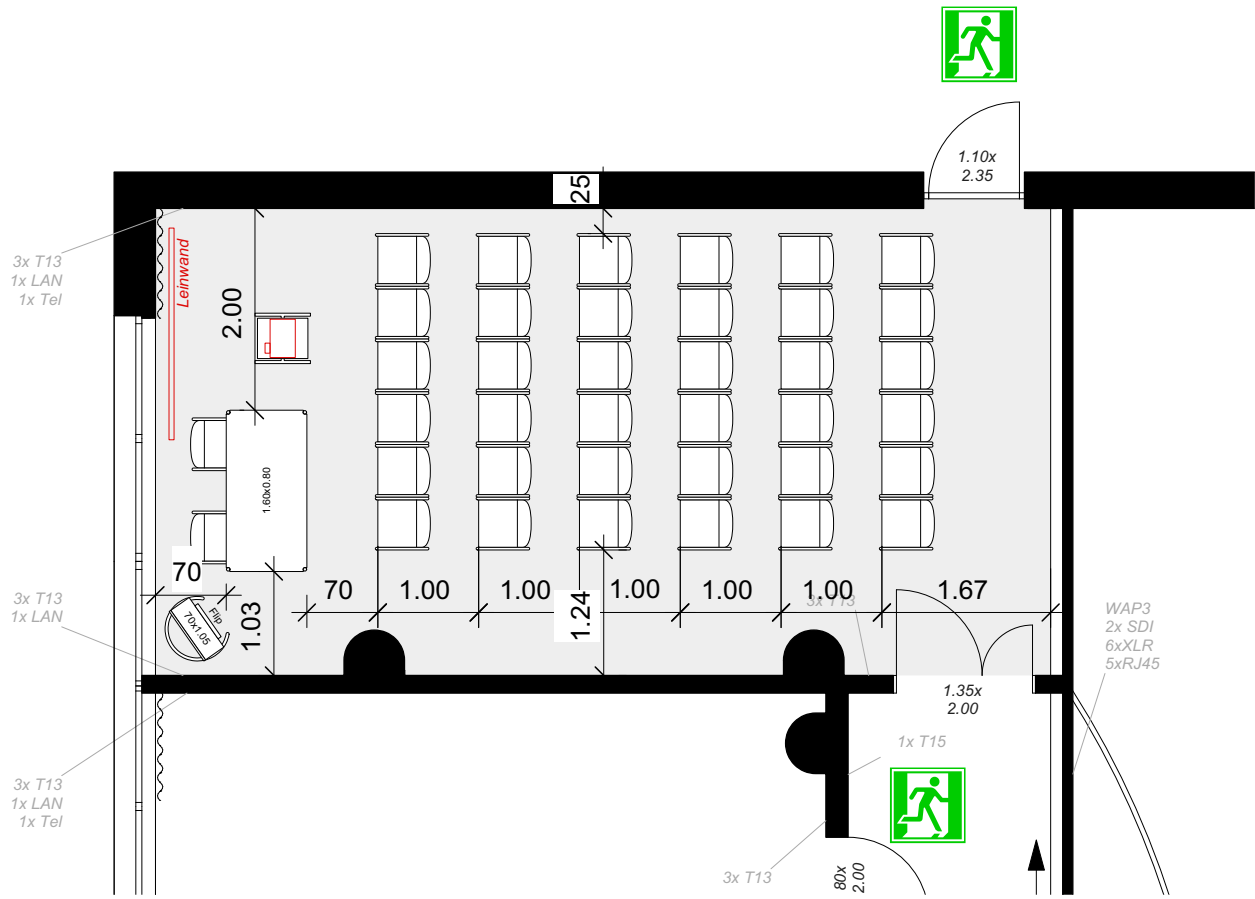 1.10x
2.35
25
3x T13
1x LAN
1x Tel
Leinwand
2.00
1.60x0.80
70
70
1.00
1.00
1.00
1.00
1.00
1.67
3x T13
1x LAN
Flip
70x1.05
1.03
1.24
3x T13
WAP3
2x SDI
6xXLR
5xRJ45
1.35x
2.00
1x T15
3x T13
1x LAN
1x Tel
3x T13
80x
2.00